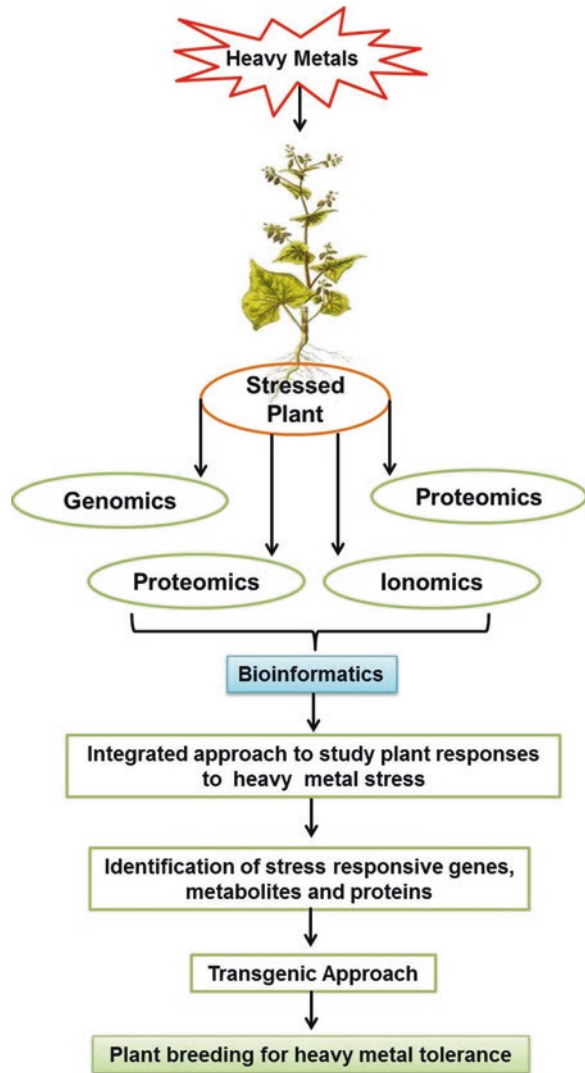 Heavy Metals
Stressed
Plant
Genomics
Proteomics
Proteomics
Ionomics
Bioinformatics
Integrated approach to study plant responses
to heavy metal stress
Identification of stress responsive genes,
metabolites and proteins
Transgenic Approach
Plant breeding for heavy metal tolerance